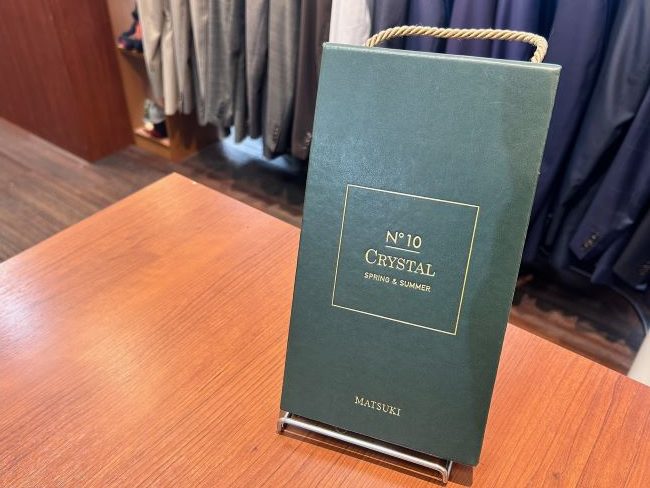 N°10
CRYSTAL
SPRING & SUMMER
MATSUKI